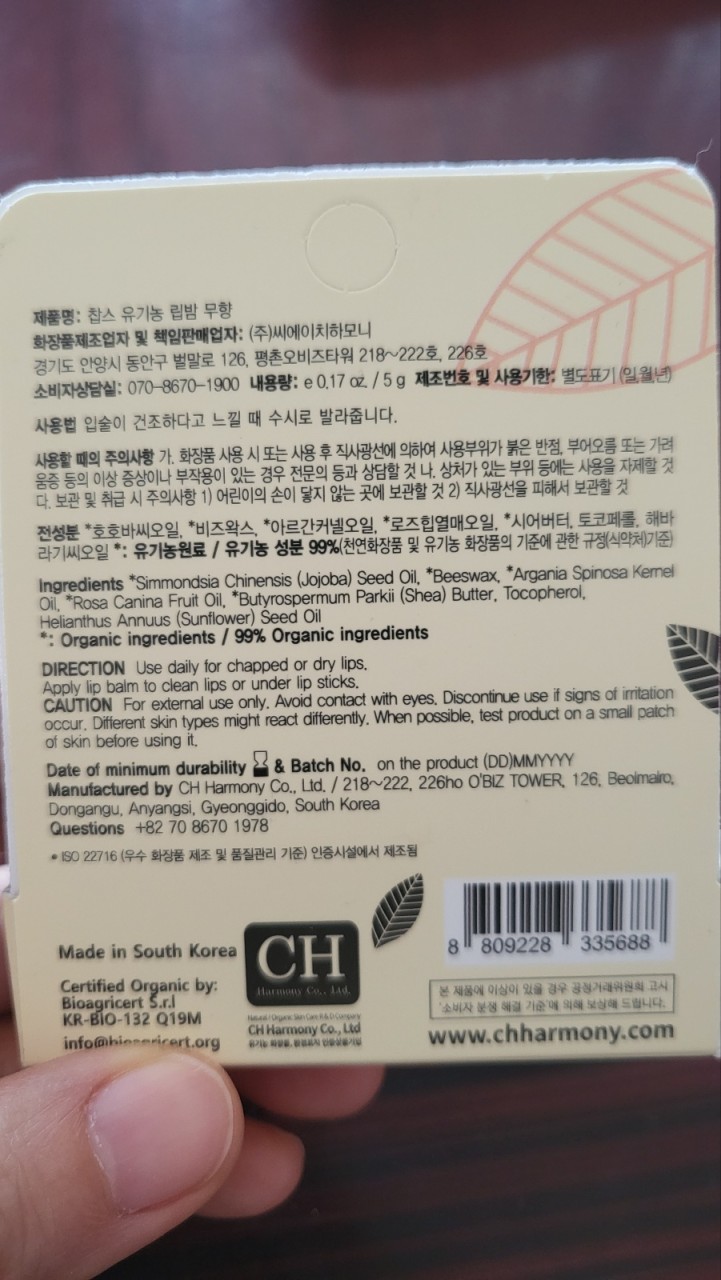 제품명: 찹스 유기농 립밤 무향
화장품제조업자 및 책임판매업자: (주)씨에이치하모니
경기도 안양시 동안구 벌말로 126, 평촌오비즈타워 218~222호, 226호
소비자상담실: 070-8670-1900 내용량: e 0.17 oz. / 5 g 제조번호 및 사용기한: 별도표기 (일,월,년)
사용법 입술이 건조하다고 느낄 때 수시로 발라줍니다.
사용할 때의 주의사항 가. 화장품 사용 시 또는 사용 후 직사광선에 의하여 사용부위가 붉은 반점, 부어오름 또는 가려
움증 등의 이상 증상이나 부작용이 있는 경우 전문의 등과 상담할 것 나. 상처가 있는 부위 등에는 사용을 자제할 것
다. 보관 및 취급 시 주의사항 1) 어린이의 손이 닿지 않는 곳에 보관할 것 2) 직사광선을 피해서 보관할 것
전성분 *호호바씨오일, *비즈왁스, *아르간커넬오일, *로즈힙열매오일, *시어버터, 토코페롤, 해바
라기씨오일 *: 유기농원료 / 유기농 성분 99%(천연화장품 및 유기농 화장품의 기준에 관한 규정(식약처)기준)
Ingredients *Simmondsia Chinensis (Jojoba) Seed Oil, *Beeswax, *Argania Spinosa Kernel
Oil, *Rosa Canina Fruit Oil, *Butyrospermum Parkii (Shea) Butter, Tocopherol,
Helianthus Annuus (Sunflower) Seed Oil
*: Organic ingredients / 99% Organic ingredients
DIRECTION Use daily for chapped or dry lips.
Apply lip balm to clean lips or under lip sticks.
CAUTION For external use only. Avoid contact with eyes. Discontinue use if signs of irritation
occur. Different skin types might react differently. When possible, test product on a small patch
of skin before using it.
Date of minimum durability & Batch No. on the product (DD)MMYYYY
Manufactured by CH Harmony Co., Ltd. / 218~222, 226ho O'BIZ TOWER, 126, Beolmalro,
Dongangu, Anyangsi, Gyeonggido, South Korea
Questions +82 70 8670 1978
* ISO 22716 (우수 화장품 제조 및 품질관리 기준) 인증시설에서 제조됨
Made in South Korea
CH
Harmony Co., Ltd.
Natural / Organic Skin Care R & D Company
CH Harmony Co., Ltd
8 809228 335688
Certified Organic by:
Bioagricert S.r.l
KR-BIO-132 Q19M
info@bioagricert.org
본 제품에 이상이 있을 경우 공정거래위원회 고시
'소비자 분쟁 해결 기준'에 의해 보상해 드립니다.
www.chharmony.com